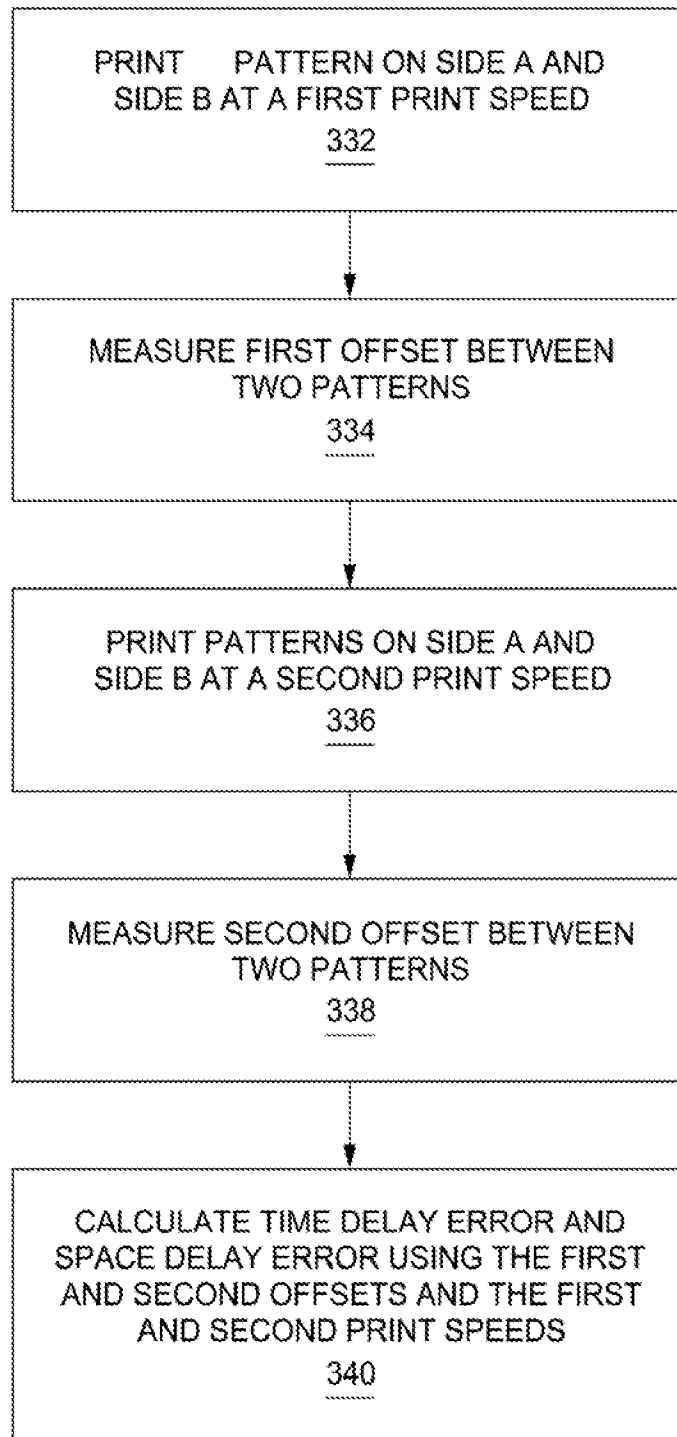 PRINT PATTERN ON SIDE A AND
SIDE B AT A FIRST PRINT SPEED
332
MEASURE FIRST OFFSET BETWEEN
TWO PATTERNS
334
PRINT PATTERNS ON SIDE A AND
SIDE B AT A SECOND PRINT SPEED
336
MEASURE SECOND OFFSET BETWEEN
TWO PATTERNS
338
CALCULATE TIME DELAY ERROR AND
SPACE DELAY ERROR USING THE FIRST
AND SECOND OFFSETS AND THE FIRST
AND SECOND PRINT SPEEDS
340